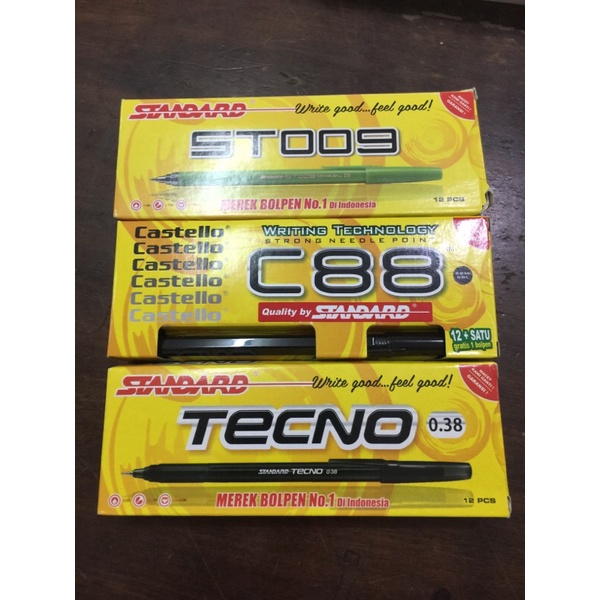 STANDARD
Write good...feel good!
ST009
MEREK BOLPEN No.1 Di Indonesia
12 PCS
Castello
Castello
Castello
Castello
Castello
Castello
WRITING TECHNOLOGY
STRONG NEEDLE POINT
C88
Quality by STANDARD
12 + SATU
gratis 1 bolpen
STANDARD
Write good...feel good!
TECNO
0.38
STANDARD TECNO 0.38
MEREK BOLPEN No.1 Di Indonesia
12 PCS